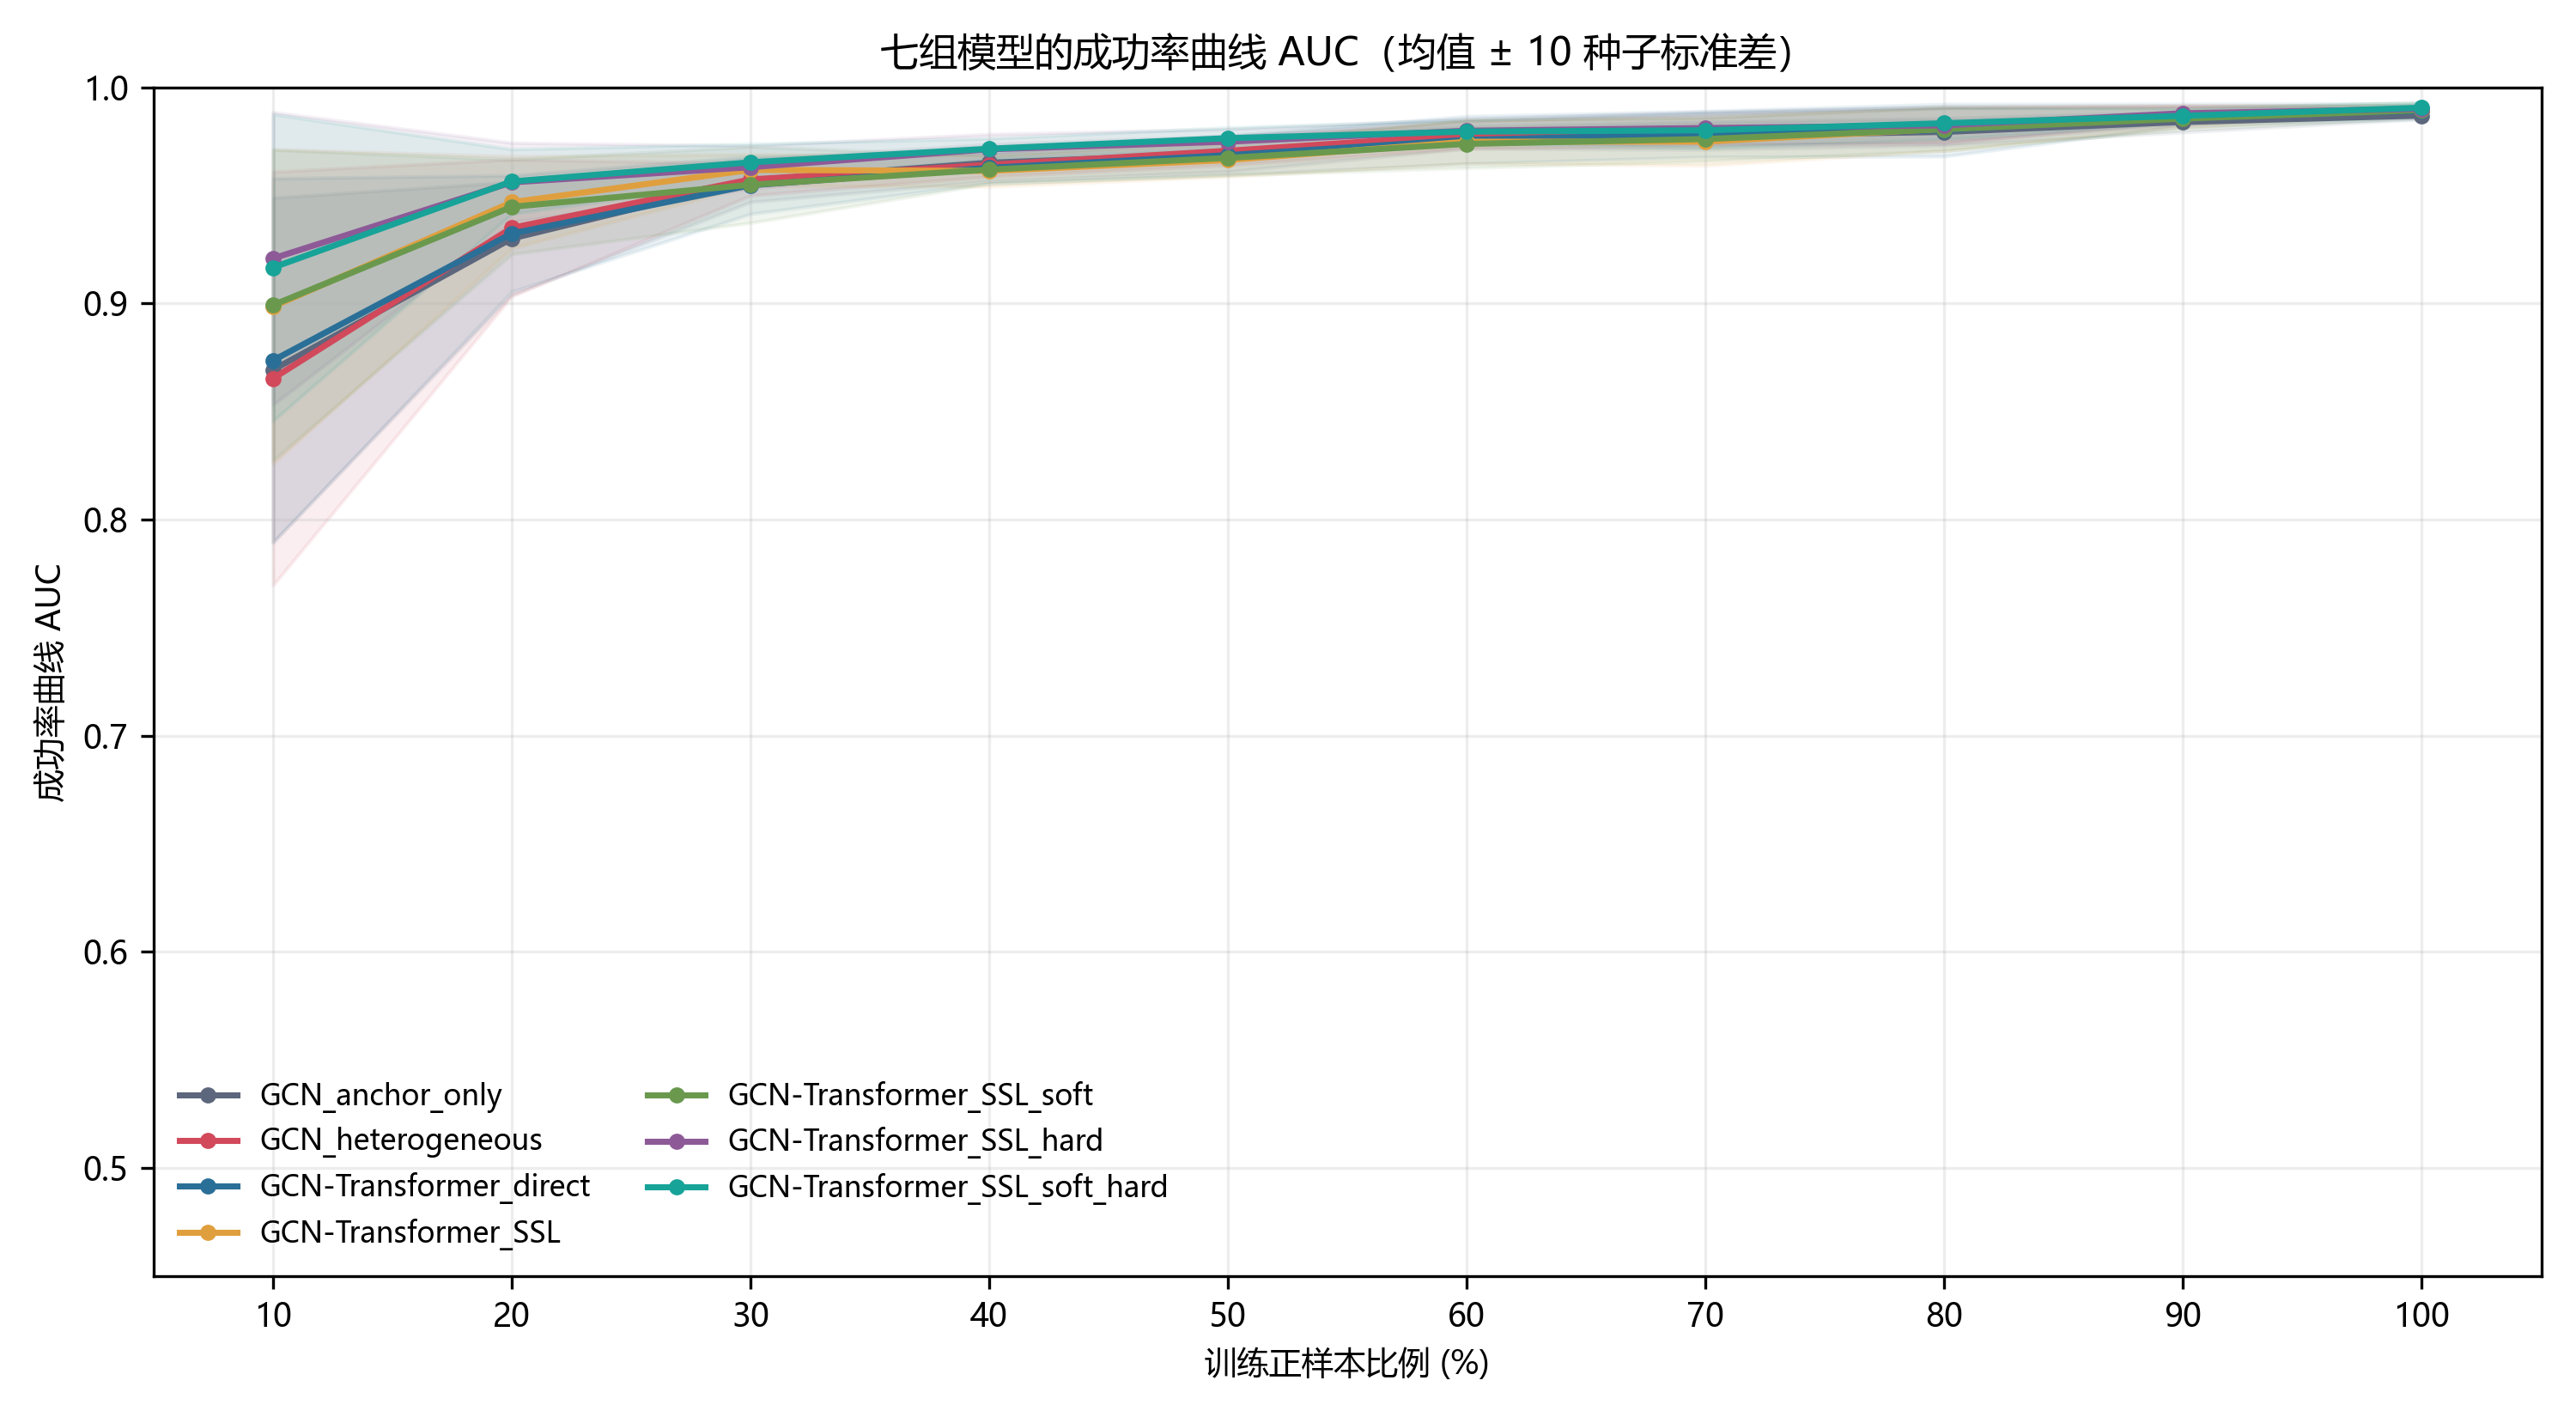 七组模型的成功率曲线 AUC（均值 ± 10 种子标准差）
成功率曲线 AUC
1.0
0.9
0.8
0.7
0.6
0.5
GCN_anchor_only
GCN_heterogeneous
GCN-Transformer_direct
GCN-Transformer_SSL
GCN-Transformer_SSL_soft
GCN-Transformer_SSL_hard
GCN-Transformer_SSL_soft_hard
10 20 30 40 50 60 70 80 90 100
训练正样本比例 (%)